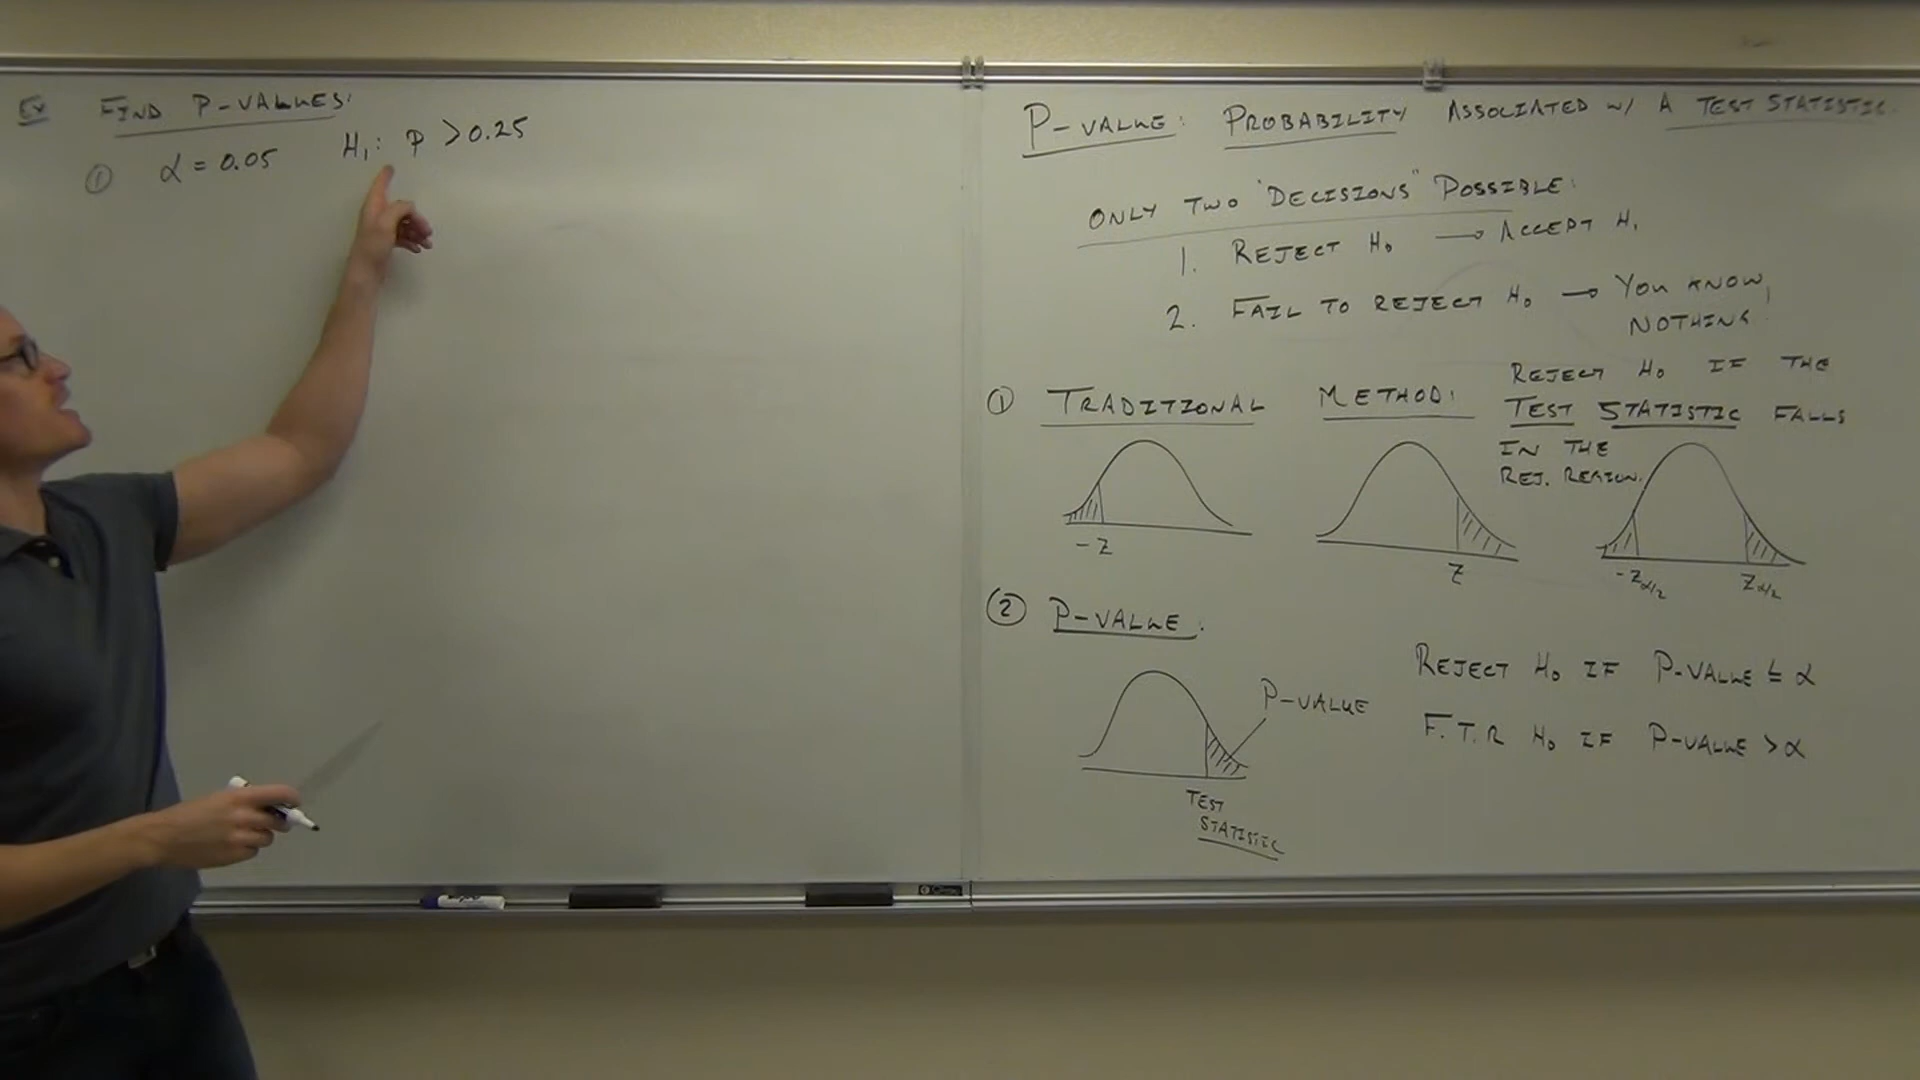 Ex FIND P-VALUES:
① α = 0.05 H₁: P > 0.25
P-VALUE: PROBABILITY ASSOCIATED W/ A TEST STATISTIC
ONLY TWO "DECISIONS" POSSIBLE:
1. REJECT H₀ → ACCEPT H₁
2. FAIL TO REJECT H₀ → YOU KNOW
NOTHING!
① TRADITIONAL METHOD: REJECT H₀ IF THE
TEST STATISTIC FALLS
IN THE
REJ. REGION.
-Z
Z
-Zα/2 Zα/2
② P-VALUE:
P-VALUE
TEST
STATISTIC
REJECT H₀ IF P-VALUE ≤ α
F.T.R H₀ IF P-VALUE > α